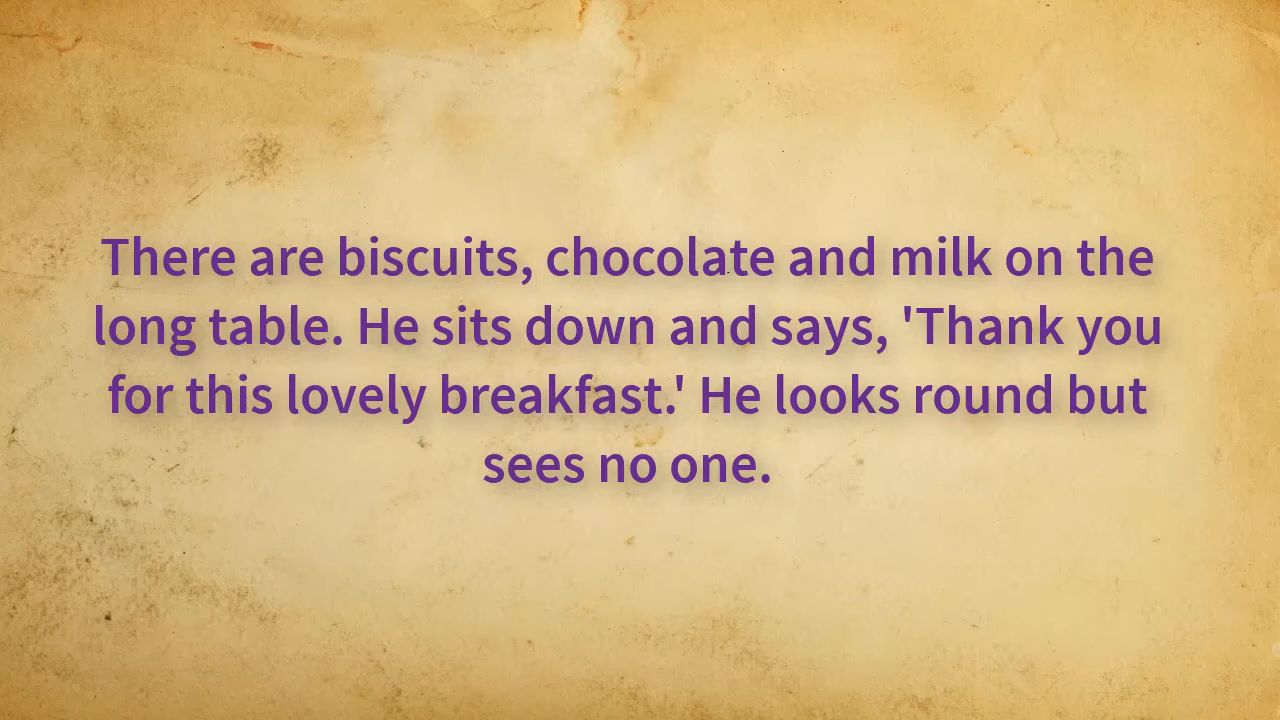 There are biscuits, chocolate and milk on the
long table. He sits down and says, 'Thank you
for this lovely breakfast.' He looks round but
sees no one.